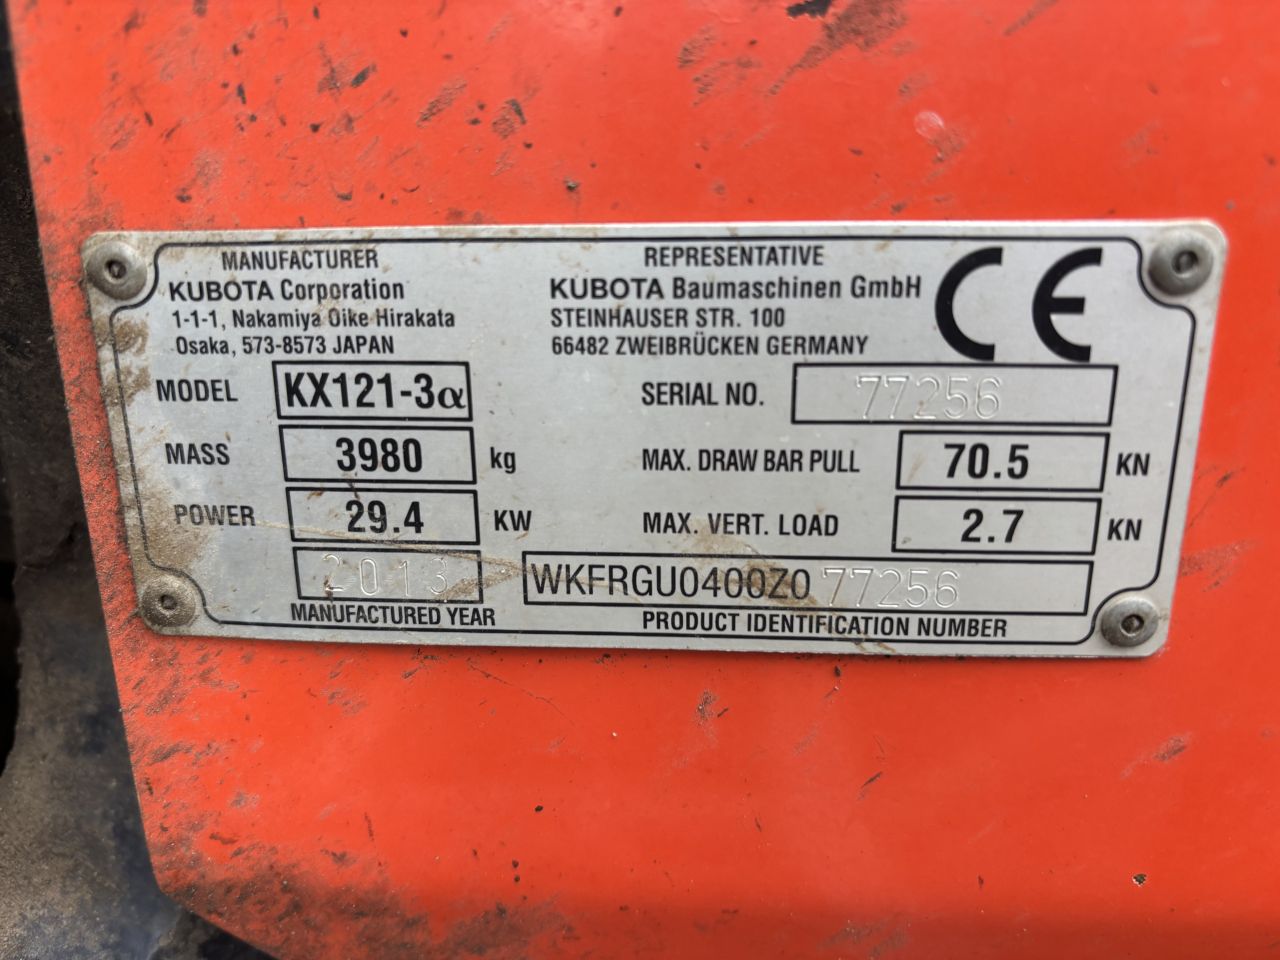 MANUFACTURER
KUBOTA Corporation
1-1-1, Nakamiya Oike Hirakata
Osaka, 573-8573 JAPAN
REPRESENTATIVE
KUBOTA Baumaschinen GmbH
STEINHAUSER STR. 100
66482 ZWEIBRÜCKEN GERMANY
CE
MODEL KX121-3α
SERIAL NO. 77256
MASS 3980 kg
MAX. DRAW BAR PULL 70.5 KN
POWER 29.4 KW
MAX. VERT. LOAD 2.7 KN
2013
MANUFACTURED YEAR
WKFRGU0400Z077256
PRODUCT IDENTIFICATION NUMBER